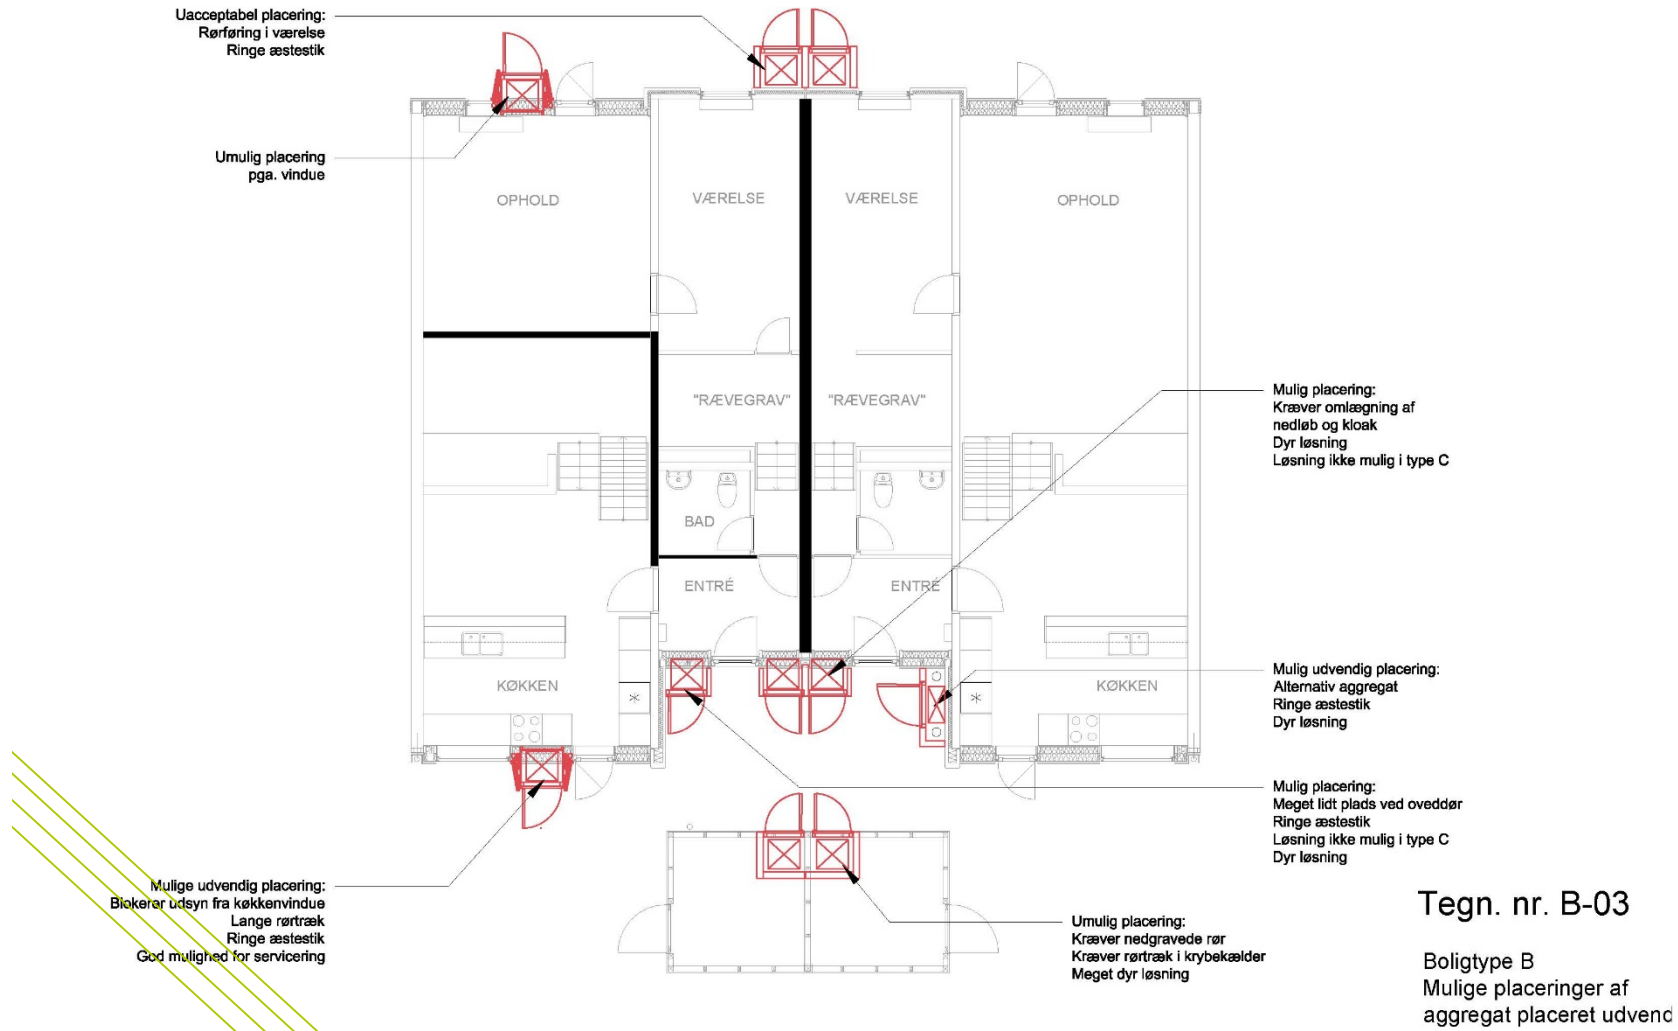 Uacceptabel placering:
Rørføring i værelse
Ringe æstestik
Umulig placering
pga. vindue
OPHOLD
VÆRELSE
VÆRELSE
OPHOLD
"RÆVEGRAV"
"RÆVEGRAV"
Mulig placering:
Kræver omlægning af
nedløb og kloak
Dyr løsning
Løsning ikke mulig i type C
BAD
ENTRÉ
ENTRÉ
KØKKEN
KØKKEN
Mulig udvendig placering:
Alternativ aggregat
Ringe æstestik
Dyr løsning
Mulig placering:
Meget lidt plads ved oveddør
Ringe æstestik
Løsning ikke mulig i type C
Dyr løsning
Mulige udvendig placering:
Blokerer udsyn fra køkkenvindue
Lange rørtræk
Ringe æstestik
God mulighed for servicering
Umulig placering:
Kræver nedgravede rør
Kræver rørtræk i krybekælder
Meget dyr løsning
Tegn. nr. B-03
Boligtype B
Mulige placeringer af
aggregat placeret udvend